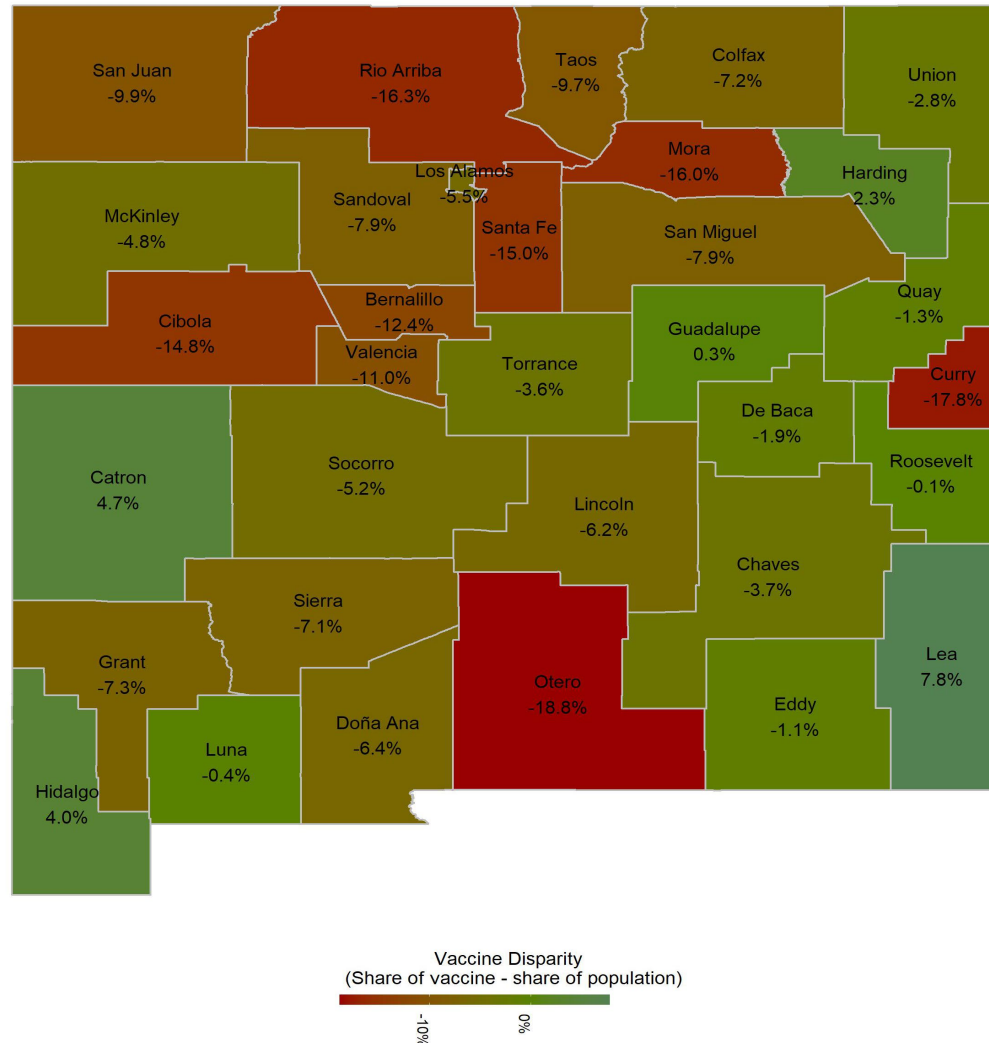 San Juan
-9.9%
Rio Arriba
-16.3%
Taos
-9.7%
Colfax
-7.2%
Union
-2.8%
Mora
-16.0%
Harding
2.3%
Los Alamos
-5.5%
Sandoval
-7.9%
McKinley
-4.8%
Santa Fe
-15.0%
San Miguel
-7.9%
Quay
-1.3%
Bernalillo
-12.4%
Cibola
-14.8%
Valencia
-11.0%
Torrance
-3.6%
Guadalupe
0.3%
Curry
-17.8%
De Baca
-1.9%
Catron
4.7%
Socorro
-5.2%
Roosevelt
-0.1%
Lincoln
-6.2%
Chaves
-3.7%
Sierra
-7.1%
Grant
-7.3%
Otero
-18.8%
Lea
7.8%
Eddy
-1.1%
Doña Ana
-6.4%
Luna
-0.4%
Hidalgo
4.0%
Vaccine Disparity
(Share of vaccine - share of population)
-10%
0%